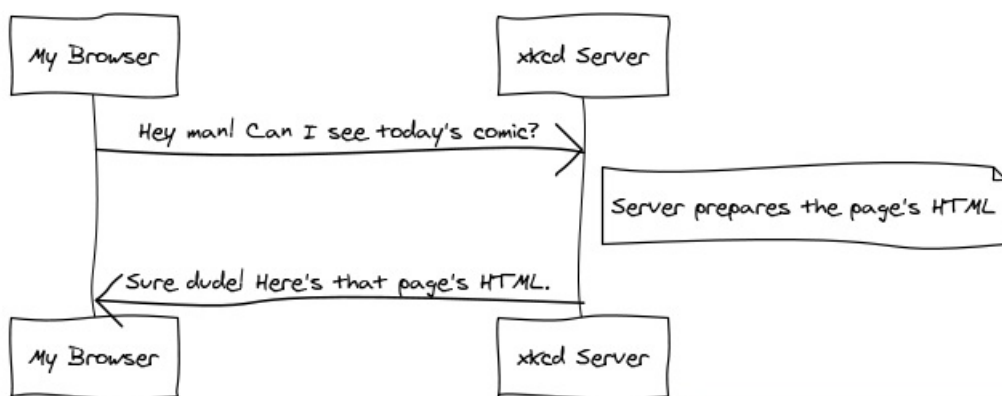 My Browser
xkcd Server
Hey man! Can I see today's comic?
Server prepares the page's HTML
Sure dude! Here's that page's HTML.
My Browser
xkcd Server